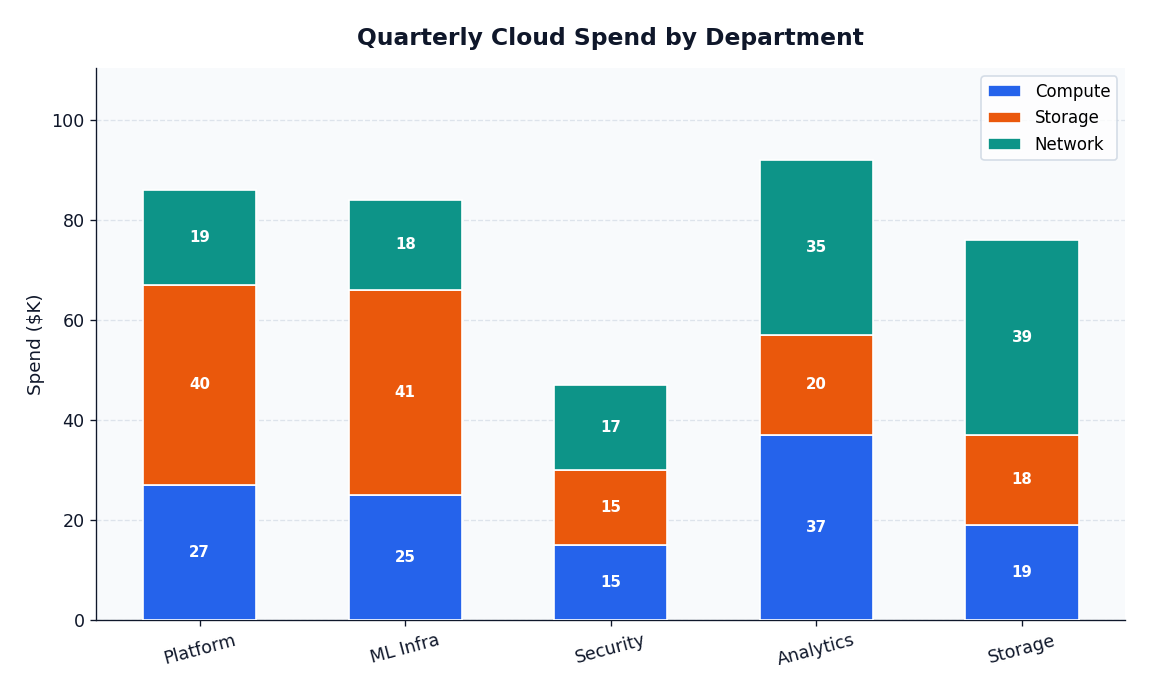 Quarterly Cloud Spend by Department
Compute
Storage
Network
Spend ($K)
100
80
60
40
20
0
19
40
27
18
41
25
17
15
15
35
20
37
39
18
19
Platform
ML Infra
Security
Analytics
Storage